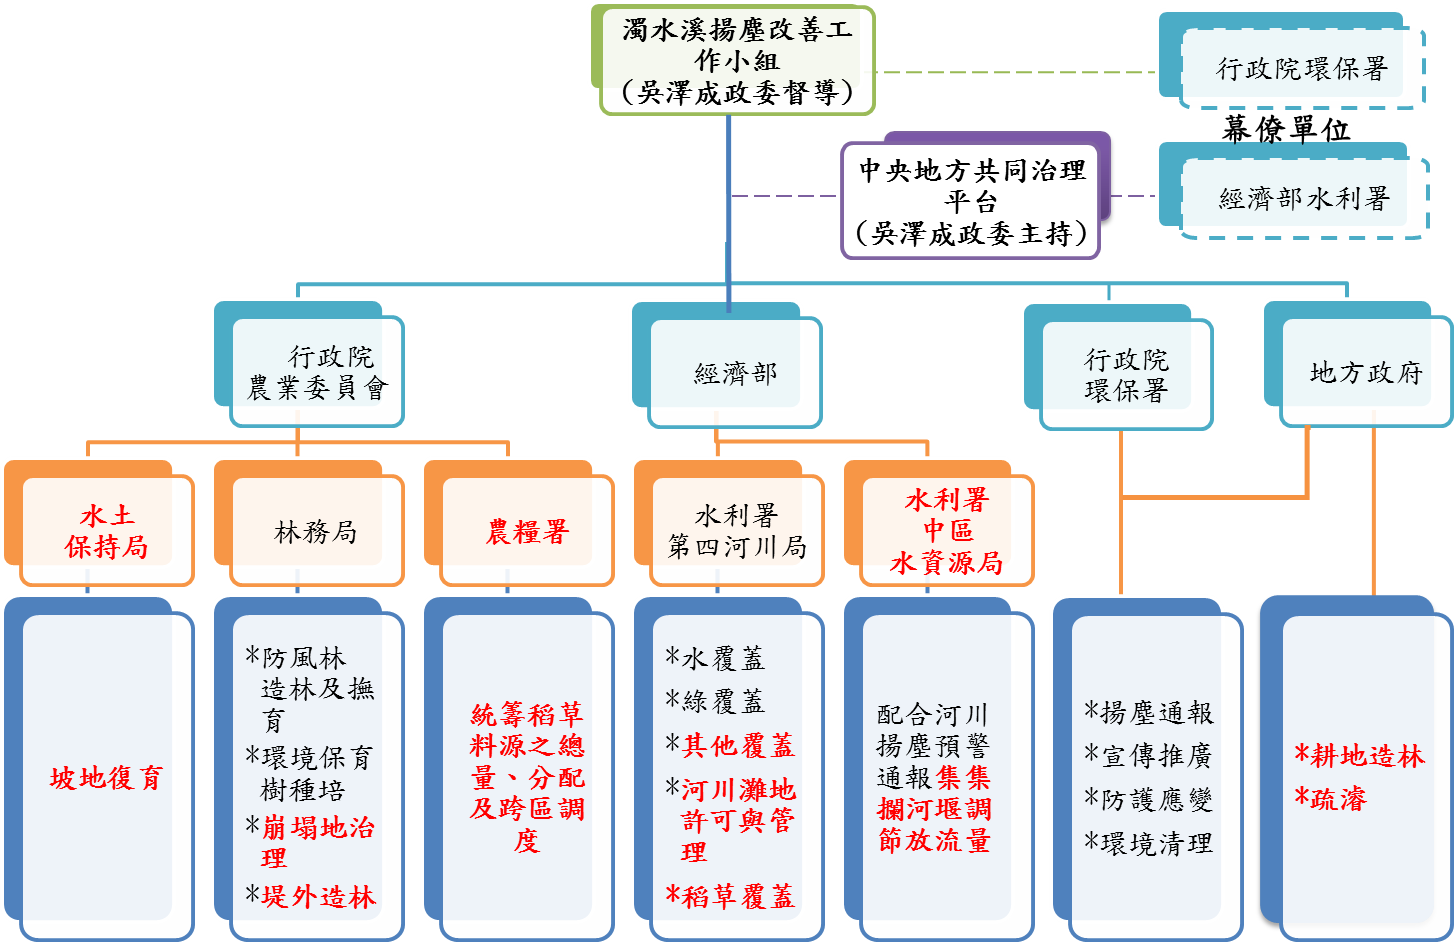 濁水溪揚塵改善工
作小組
（吳澤成政委督導）
行政院環保署
幕僚單位
中央地方共同治理
平台
（吳澤成政委主持）
經濟部水利署
行政院
農業委員會
經濟部
行政院
環保署
地方政府
水土
保持局
林務局
農糧署
水利署
第四河川局
水利署
中區
水資源局
坡地復育
*防風林
造林及撫
育
*環境保育
樹種培
*崩塌地治
理
*堤外造林
統籌稻草
料源之總
量、分配
及跨區調
度
*水覆蓋
*綠覆蓋
*其他覆蓋
*河川灘地
許可與管
理
*稻草覆蓋
配合河川
揚塵預警
通報集集
攔河堰調
節放流量
*揚塵通報
*宣傳推廣
*防護應變
*環境清理
*耕地造林
*疏濬